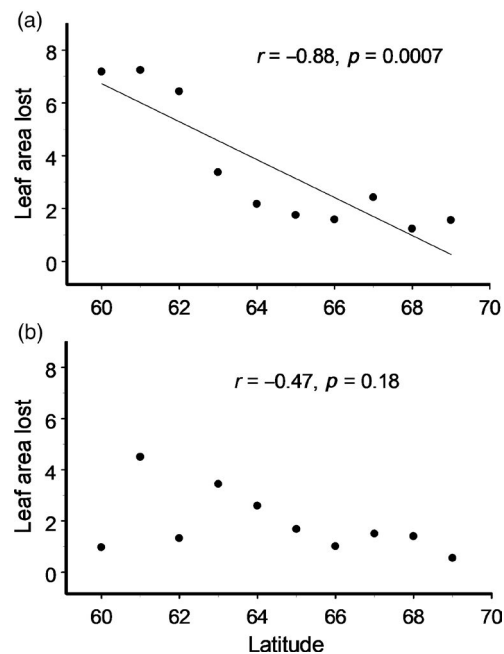 (a)
r = –0.88, p = 0.0007
Leaf area lost
8
6
4
2
0
60 62 64 66 68 70
(b)
r = –0.47, p = 0.18
Leaf area lost
8
6
4
2
0
60 62 64 66 68 70
Latitude